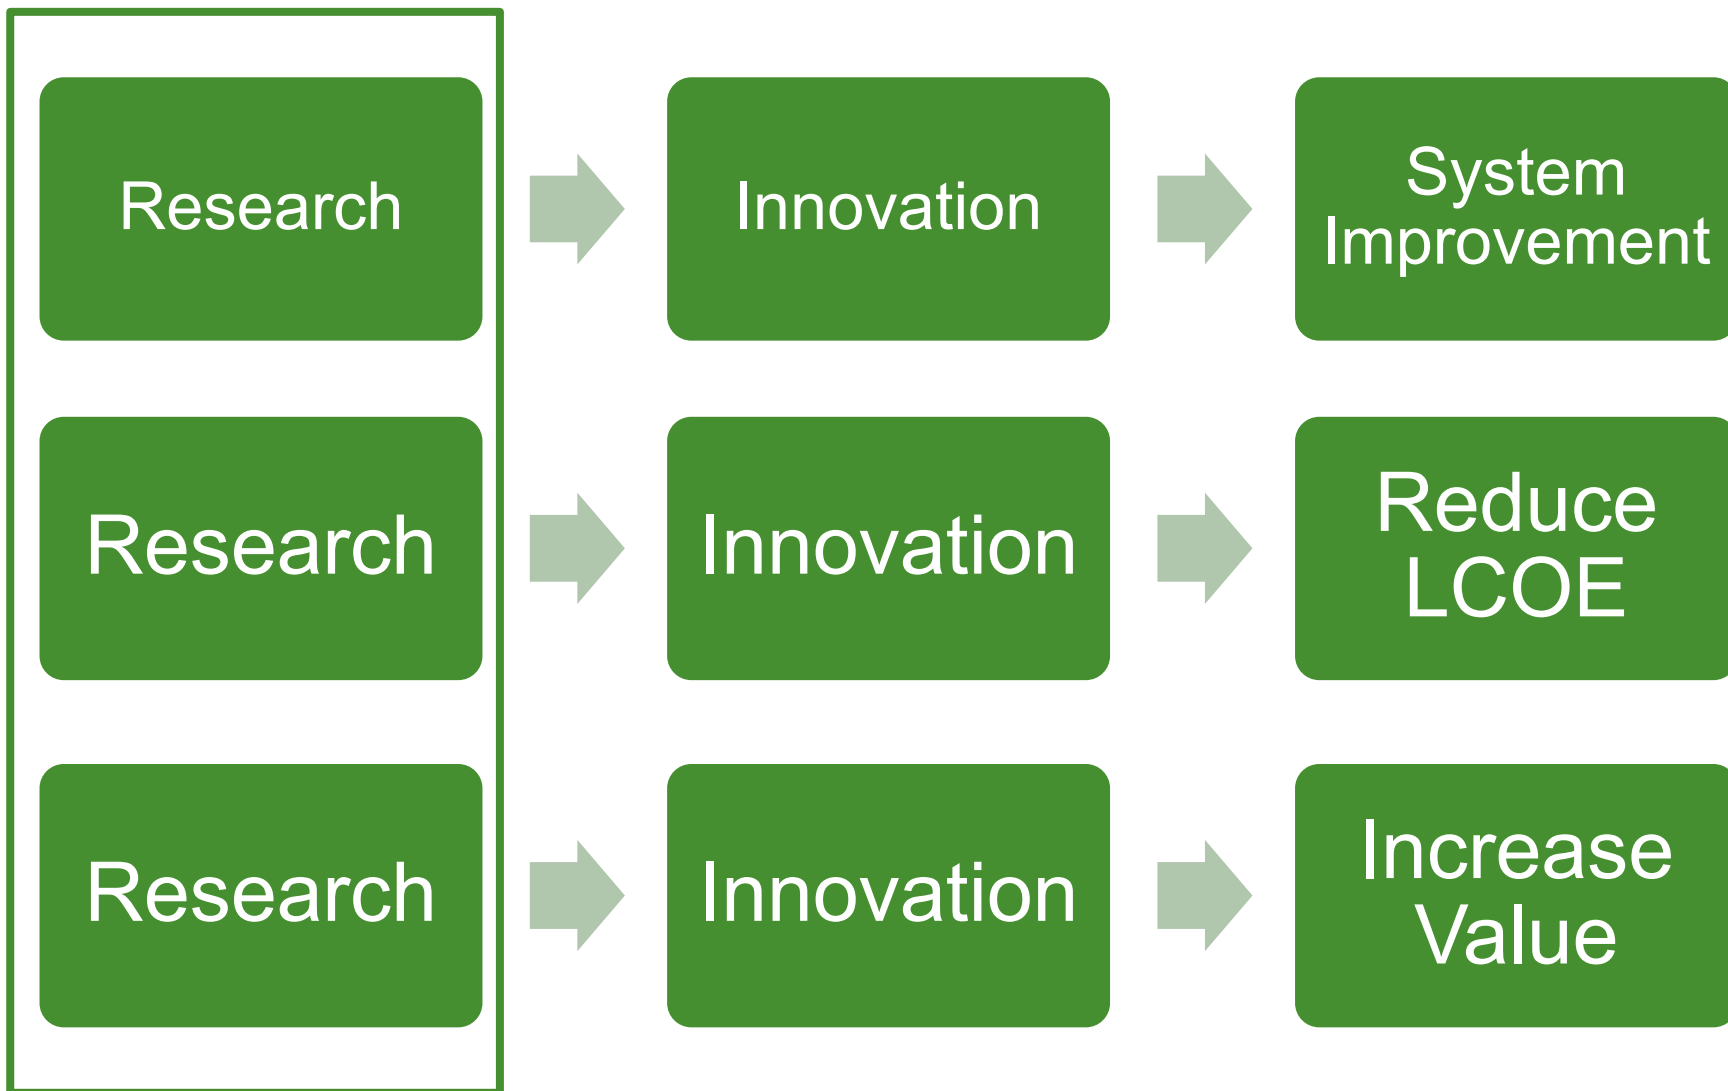 Research
Innovation
System
Improvement
Research
Innovation
Reduce
LCOE
Research
Innovation
Increase
Value